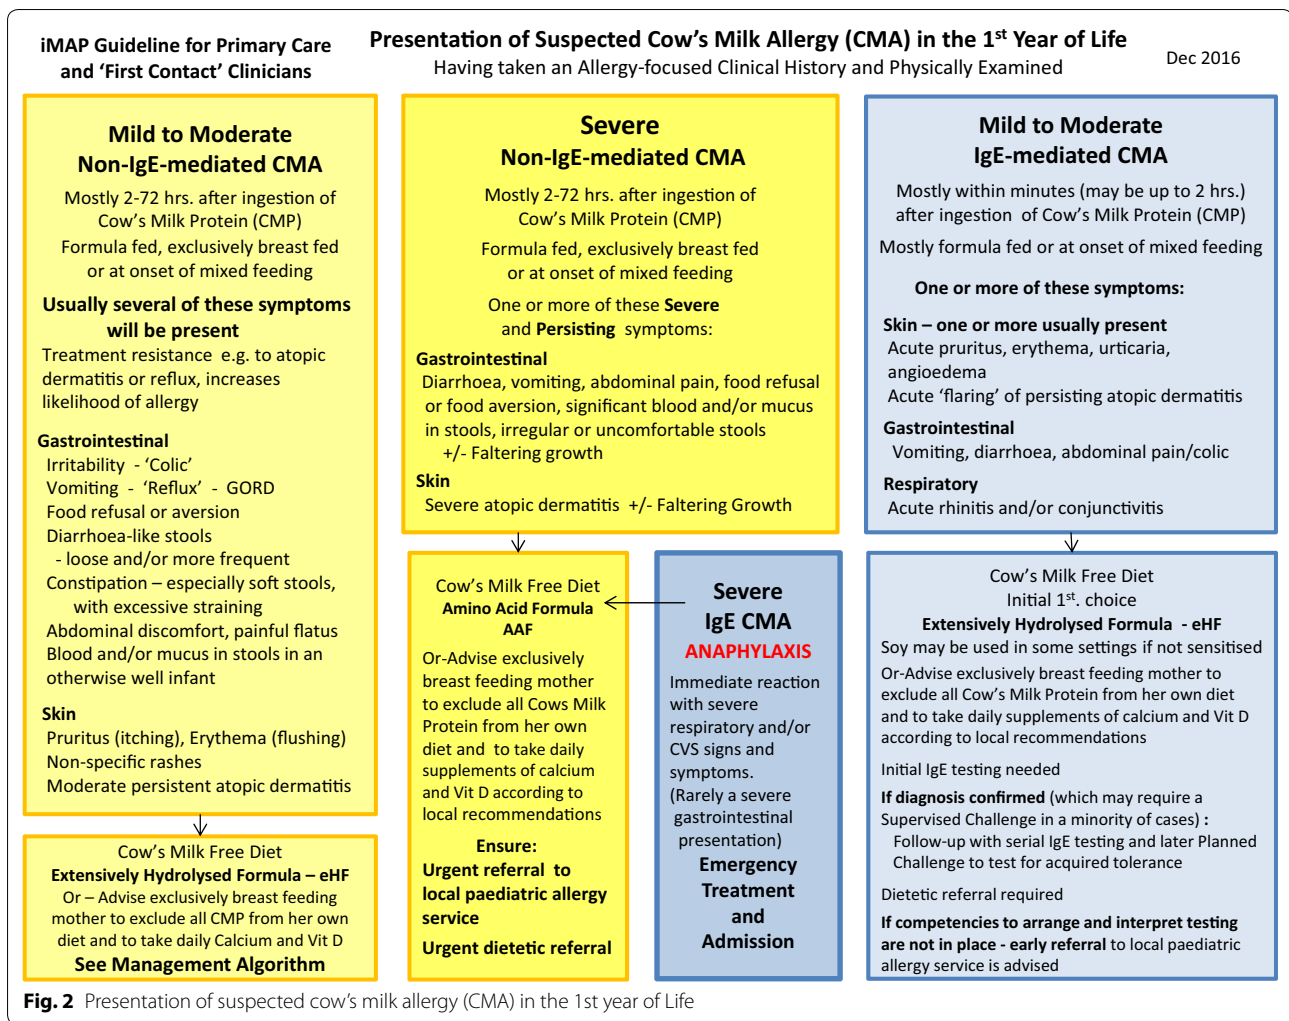 iMAP Guideline for Primary Care
and ‘First Contact’ Clinicians
Presentation of Suspected Cow’s Milk Allergy (CMA) in the 1st Year of Life
Having taken an Allergy-focused Clinical History and Physically Examined
Dec 2016
Mild to Moderate
Non-IgE-mediated CMA
Mostly 2-72 hrs. after ingestion of
Cow’s Milk Protein (CMP)
Formula fed, exclusively breast fed
or at onset of mixed feeding
Usually several of these symptoms
will be present
Treatment resistance e.g. to atopic
dermatitis or reflux, increases
likelihood of allergy
Gastrointestinal
Irritability - ‘Colic’
Vomiting - ‘Reflux’ - GORD
Food refusal or aversion
Diarrhoea-like stools
- loose and/or more frequent
Constipation – especially soft stools,
with excessive straining
Abdominal discomfort, painful flatus
Blood and/or mucus in stools in an
otherwise well infant
Skin
Pruritus (itching), Erythema (flushing)
Non-specific rashes
Moderate persistent atopic dermatitis
Cow’s Milk Free Diet
Extensively Hydrolysed Formula – eHF
Or – Advise exclusively breast feeding
mother to exclude all CMP from her own
diet and to take daily Calcium and Vit D
See Management Algorithm
Severe
Non-IgE-mediated CMA
Mostly 2-72 hrs. after ingestion of
Cow’s Milk Protein (CMP)
Formula fed, exclusively breast fed
or at onset of mixed feeding
One or more of these Severe
and Persisting symptoms:
Gastrointestinal
Diarrhoea, vomiting, abdominal pain, food refusal
or food aversion, significant blood and/or mucus
in stools, irregular or uncomfortable stools
+/- Faltering growth
Skin
Severe atopic dermatitis +/- Faltering Growth
Cow’s Milk Free Diet
Amino Acid Formula
AAF
Or-Advise exclusively
breast feeding mother
to exclude all Cows Milk
Protein from her own
diet and to take daily
supplements of calcium
and Vit D according to
local recommendations
Ensure:
Urgent referral to
local paediatric allergy
service
Urgent dietetic referral
Severe
IgE CMA
ANAPHYLAXIS
Immediate reaction
with severe
respiratory and/or
CVS signs and
symptoms.
(Rarely a severe
gastrointestinal
presentation)
Emergency
Treatment
and
Admission
Mild to Moderate
IgE-mediated CMA
Mostly within minutes (may be up to 2 hrs.)
after ingestion of Cow’s Milk Protein (CMP)
Mostly formula fed or at onset of mixed feeding
One or more of these symptoms:
Skin – one or more usually present
Acute pruritus, erythema, urticaria,
angioedema
Acute ‘flaring’ of persisting atopic dermatitis
Gastrointestinal
Vomiting, diarrhoea, abdominal pain/colic
Respiratory
Acute rhinitis and/or conjunctivitis
Cow’s Milk Free Diet
Initial 1st. choice
Extensively Hydrolysed Formula - eHF
Soy may be used in some settings if not sensitised
Or-Advise exclusively breast feeding mother to
exclude all Cow’s Milk Protein from her own diet
and to take daily supplements of calcium and Vit D
according to local recommendations
Initial IgE testing needed
If diagnosis confirmed (which may require a
Supervised Challenge in a minority of cases) :
Follow-up with serial IgE testing and later Planned
Challenge to test for acquired tolerance
Dietetic referral required
If competencies to arrange and interpret testing
are not in place - early referral to local paediatric
allergy service is advised
Fig. 2 Presentation of suspected cow’s milk allergy (CMA) in the 1st year of Life